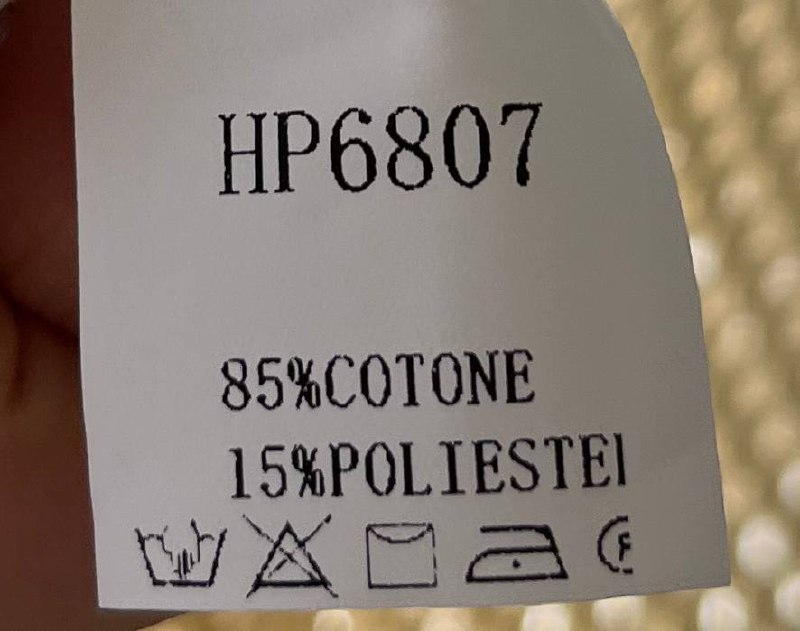 HP6807
85%COTONE
15%POLIESTE
F